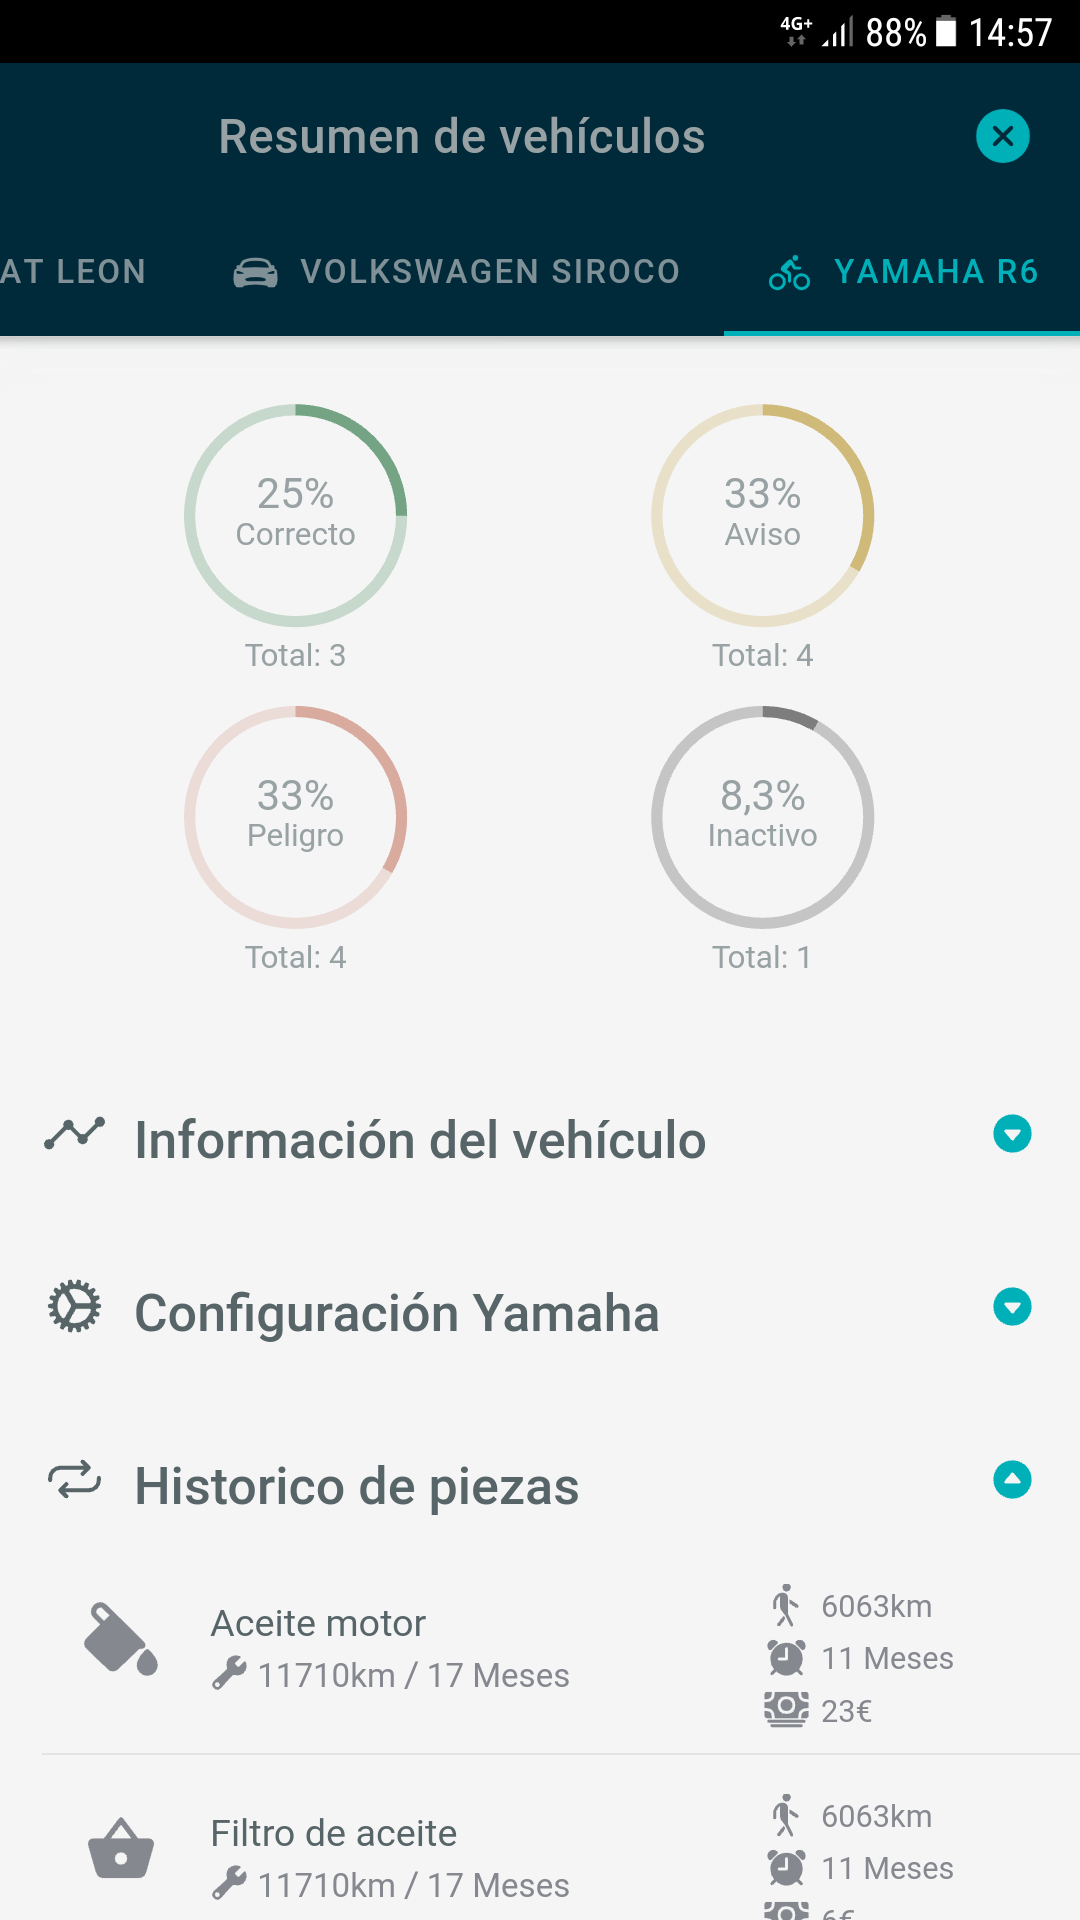 4G+ 88% 14:57
Resumen de vehículos
AT LEON VOLKSWAGEN SIROCO YAMAHA R6
25% 33%
Correcto Aviso
Total: 3 Total: 4
33% 8,3%
Peligro Inactivo
Total: 4 Total: 1
Información del vehículo
Configuración Yamaha
Historico de piezas
6063km
Aceite motor
11 Meses
11710km / 17 Meses
23€
6063km
Filtro de aceite
11 Meses
11710km / 17 Meses
6€